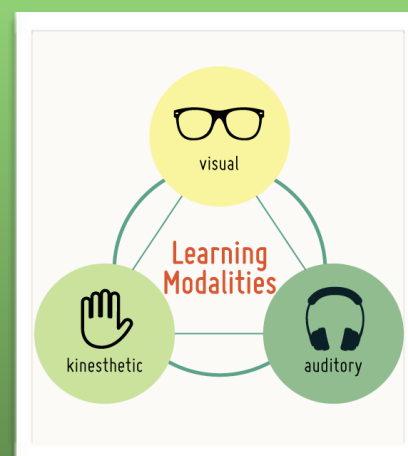 visual
Learning
Modalities
kinesthetic
auditory